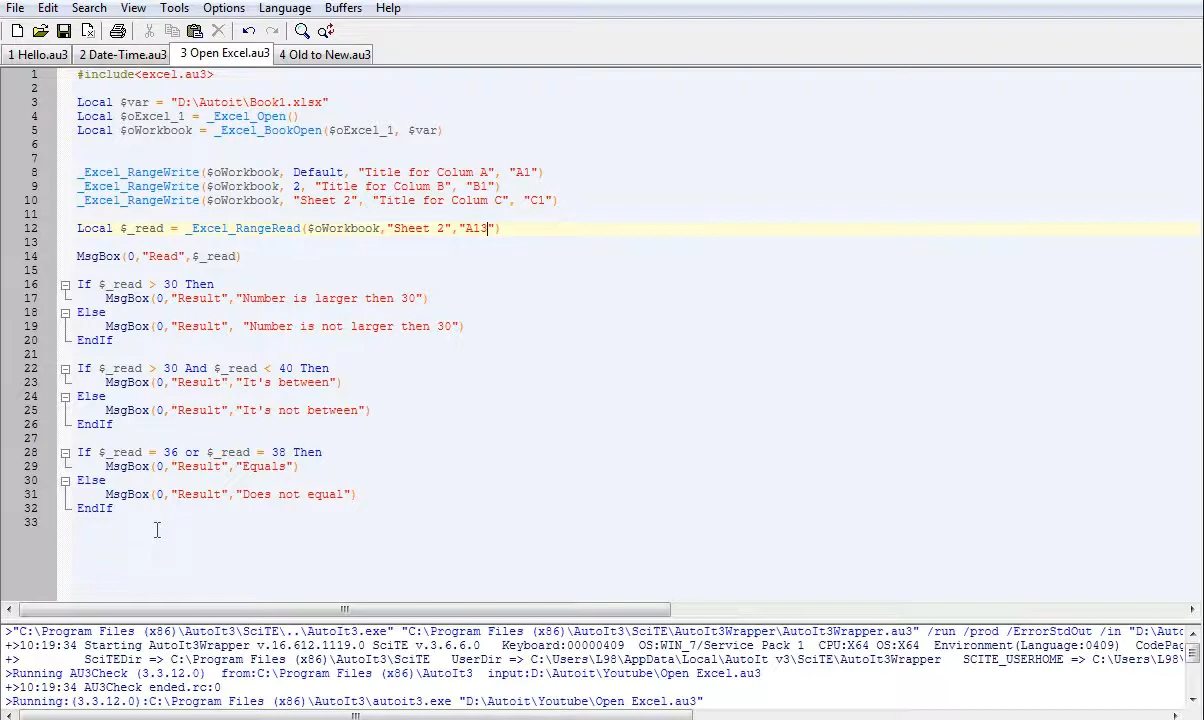 File Edit Search View Tools Options Language Buffers Help
1 Hello.au3 2 Date-Time.au3 3 Open Excel.au3 4 Old to New.au3
1 #include<excel.au3>
2
3 Local $var = "D:\Autoit\Book1.xlsx"
4 Local $oExcel_1 = _Excel_Open()
5 Local $oWorkbook = _Excel_BookOpen($oExcel_1, $var)
6
7
8 _Excel_RangeWrite($oWorkbook, Default, "Title for Colum A", "A1")
9 _Excel_RangeWrite($oWorkbook, 2, "Title for Colum B", "B1")
10 _Excel_RangeWrite($oWorkbook, "Sheet 2", "Title for Colum C", "C1")
11
12 Local $_read = _Excel_RangeRead($oWorkbook,"Sheet 2","A13")
13
14 MsgBox(0,"Read",$_read)
15
16 If $_read > 30 Then
17 MsgBox(0,"Result","Number is larger then 30")
18 Else
19 MsgBox(0,"Result", "Number is not larger then 30")
20 EndIf
21
22 If $_read > 30 And $_read < 40 Then
23 MsgBox(0,"Result","It's between")
24 Else
25 MsgBox(0,"Result","It's not between")
26 EndIf
27
28 If $_read = 36 or $_read = 38 Then
29 MsgBox(0,"Result","Equals")
30 Else
31 MsgBox(0,"Result","Does not equal")
32 EndIf
33
>"C:\Program Files (x86)\AutoIt3\SciTE\..\AutoIt3.exe" "C:\Program Files (x86)\AutoIt3\SciTE\AutoIt3Wrapper\AutoIt3Wrapper.au3" /run /prod /ErrorStdOut /in "D:\Autc
+>10:19:34 Starting AutoIt3Wrapper v.16.612.1119.0 SciTE v.3.6.6.0 Keyboard:00000409 OS:WIN_7/Service Pack 1 CPU:X64 OS:X64 Environment(Language:0409) CodePag
+> SciTEDir => C:\Program Files (x86)\AutoIt3\SciTE UserDir => C:\Users\L98\AppData\Local\AutoIt v3\SciTE\AutoIt3Wrapper SCITE_USERHOME => C:\Users\L98\
>Running AU3Check (3.3.12.0) from:C:\Program Files (x86)\AutoIt3 input:D:\Autoit\Youtube\Open Excel.au3
+>10:19:34 AU3Check ended.rc:0
>Running:(3.3.12.0):C:\Program Files (x86)\AutoIt3\autoit3.exe "D:\Autoit\Youtube\Open Excel.au3"